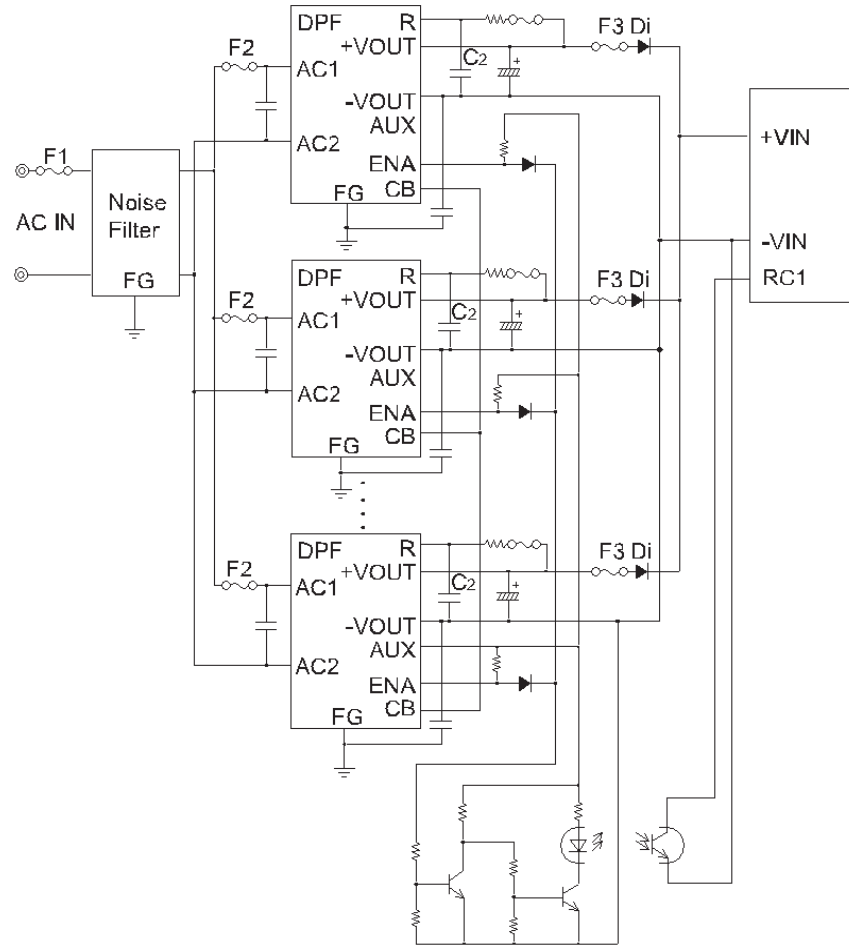 F1
AC IN
Noise
Filter
FG
F2
DPF
R
+VOUT
AC1
-VOUT
AUX
AC2
ENA
CB
FG
C2
+
F3 Di
+VIN
-VIN
RC1
F2
DPF
R
+VOUT
AC1
-VOUT
AUX
AC2
ENA
CB
FG
C2
+
F3 Di
F2
DPF
R
+VOUT
AC1
-VOUT
AUX
AC2
ENA
CB
FG
C2
+
F3 Di